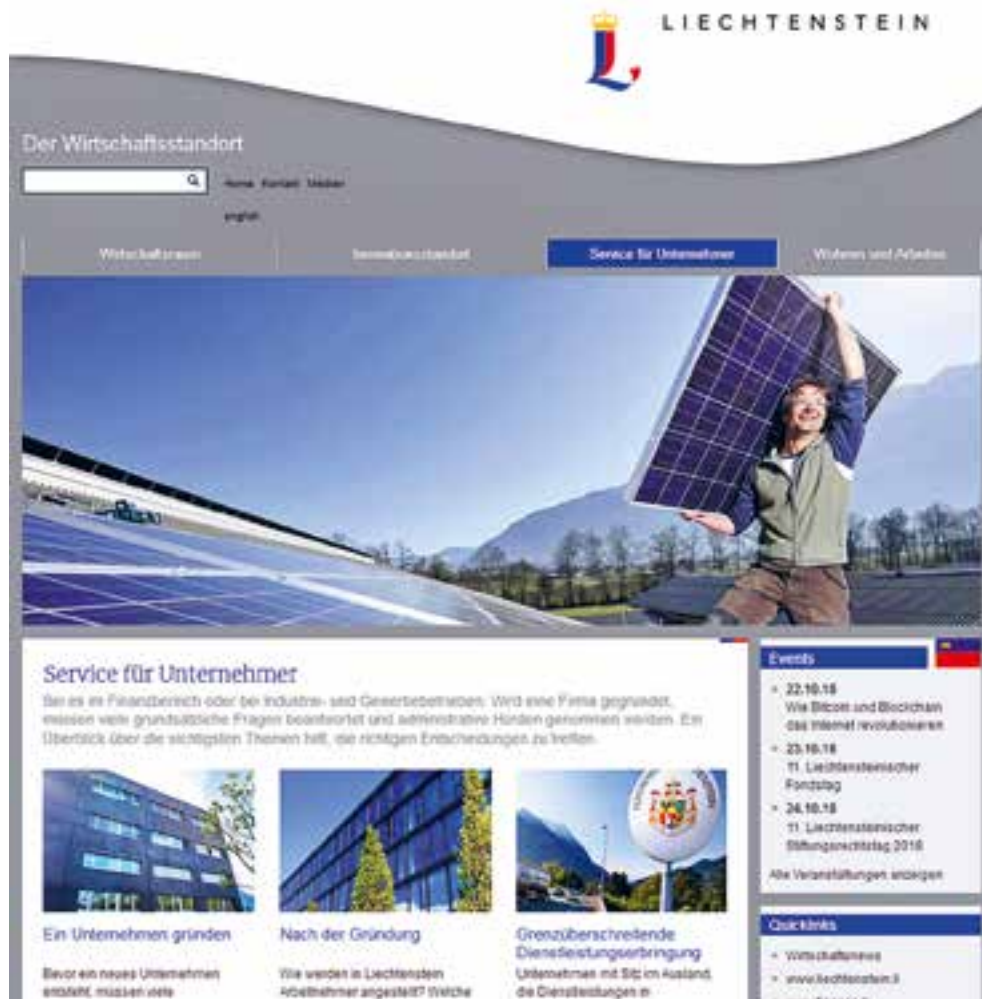 LIECHTENSTEIN
Der Wirtschaftsstandort
Home Kontakt Medien
english
Wirtschaftsraum
Innovationsstandort
Service für Unternehmer
Wohnen und Arbeiten
Service für Unternehmer
Sei es im Finanzbereich oder bei Industrie- und Gewerbebetrieben: Wird eine Firma gegründet,
müssen viele grundsätzliche Fragen beantwortet und administrative Hürden genommen werden. Ein
Überblick über die wichtigsten Themen hilft, die richtigen Entscheidungen zu treffen.
Ein Unternehmen gründen
Bevor ein neues Unternehmen
entsteht, müssen viele
Nach der Gründung
Wie werden in Liechtenstein
Arbeitnehmer angestellt? Welche
Grenzüberschreitende
Dienstleistungserbringung
Unternehmen mit Sitz im Ausland,
die Dienstleistungen in
Events
22.10.18
Wie Bitcoin und Blockchain
das Internet revolutionieren
23.10.18
11. Liechtensteinischer
Fondstag
24.10.18
11. Liechtensteinischer
Stiftungsrechtstag 2018
Alle Veranstaltungen anzeigen
Quicklinks
Wirtschaftsnews
www.liechtenstein.li